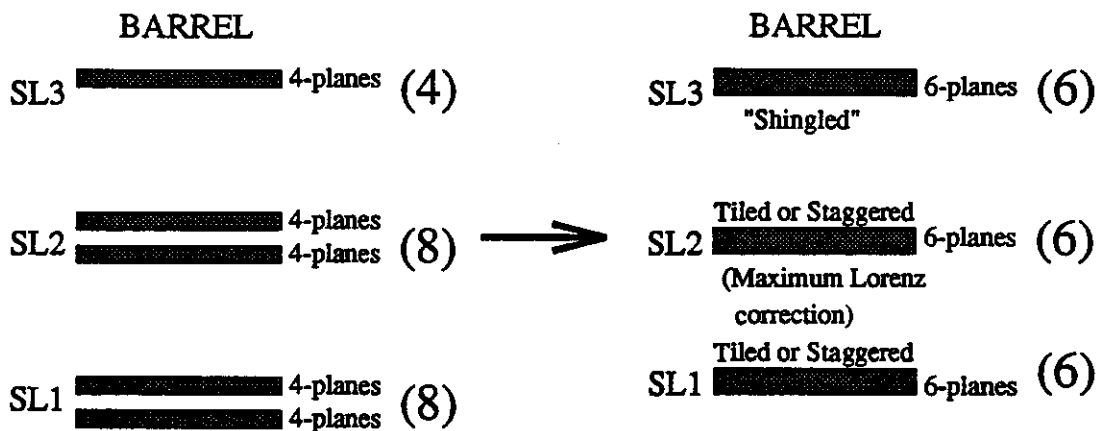 BARREL
SL3 4-planes (4)
4-planes
SL2 (8)
4-planes
4-planes
SL1 (8)
4-planes
BARREL
SL3 6-planes (6)
"Shingled"
Tiled or Staggered
SL2 6-planes (6)
(Maximum Lorenz
correction)
Tiled or Staggered
SL1 6-planes (6)